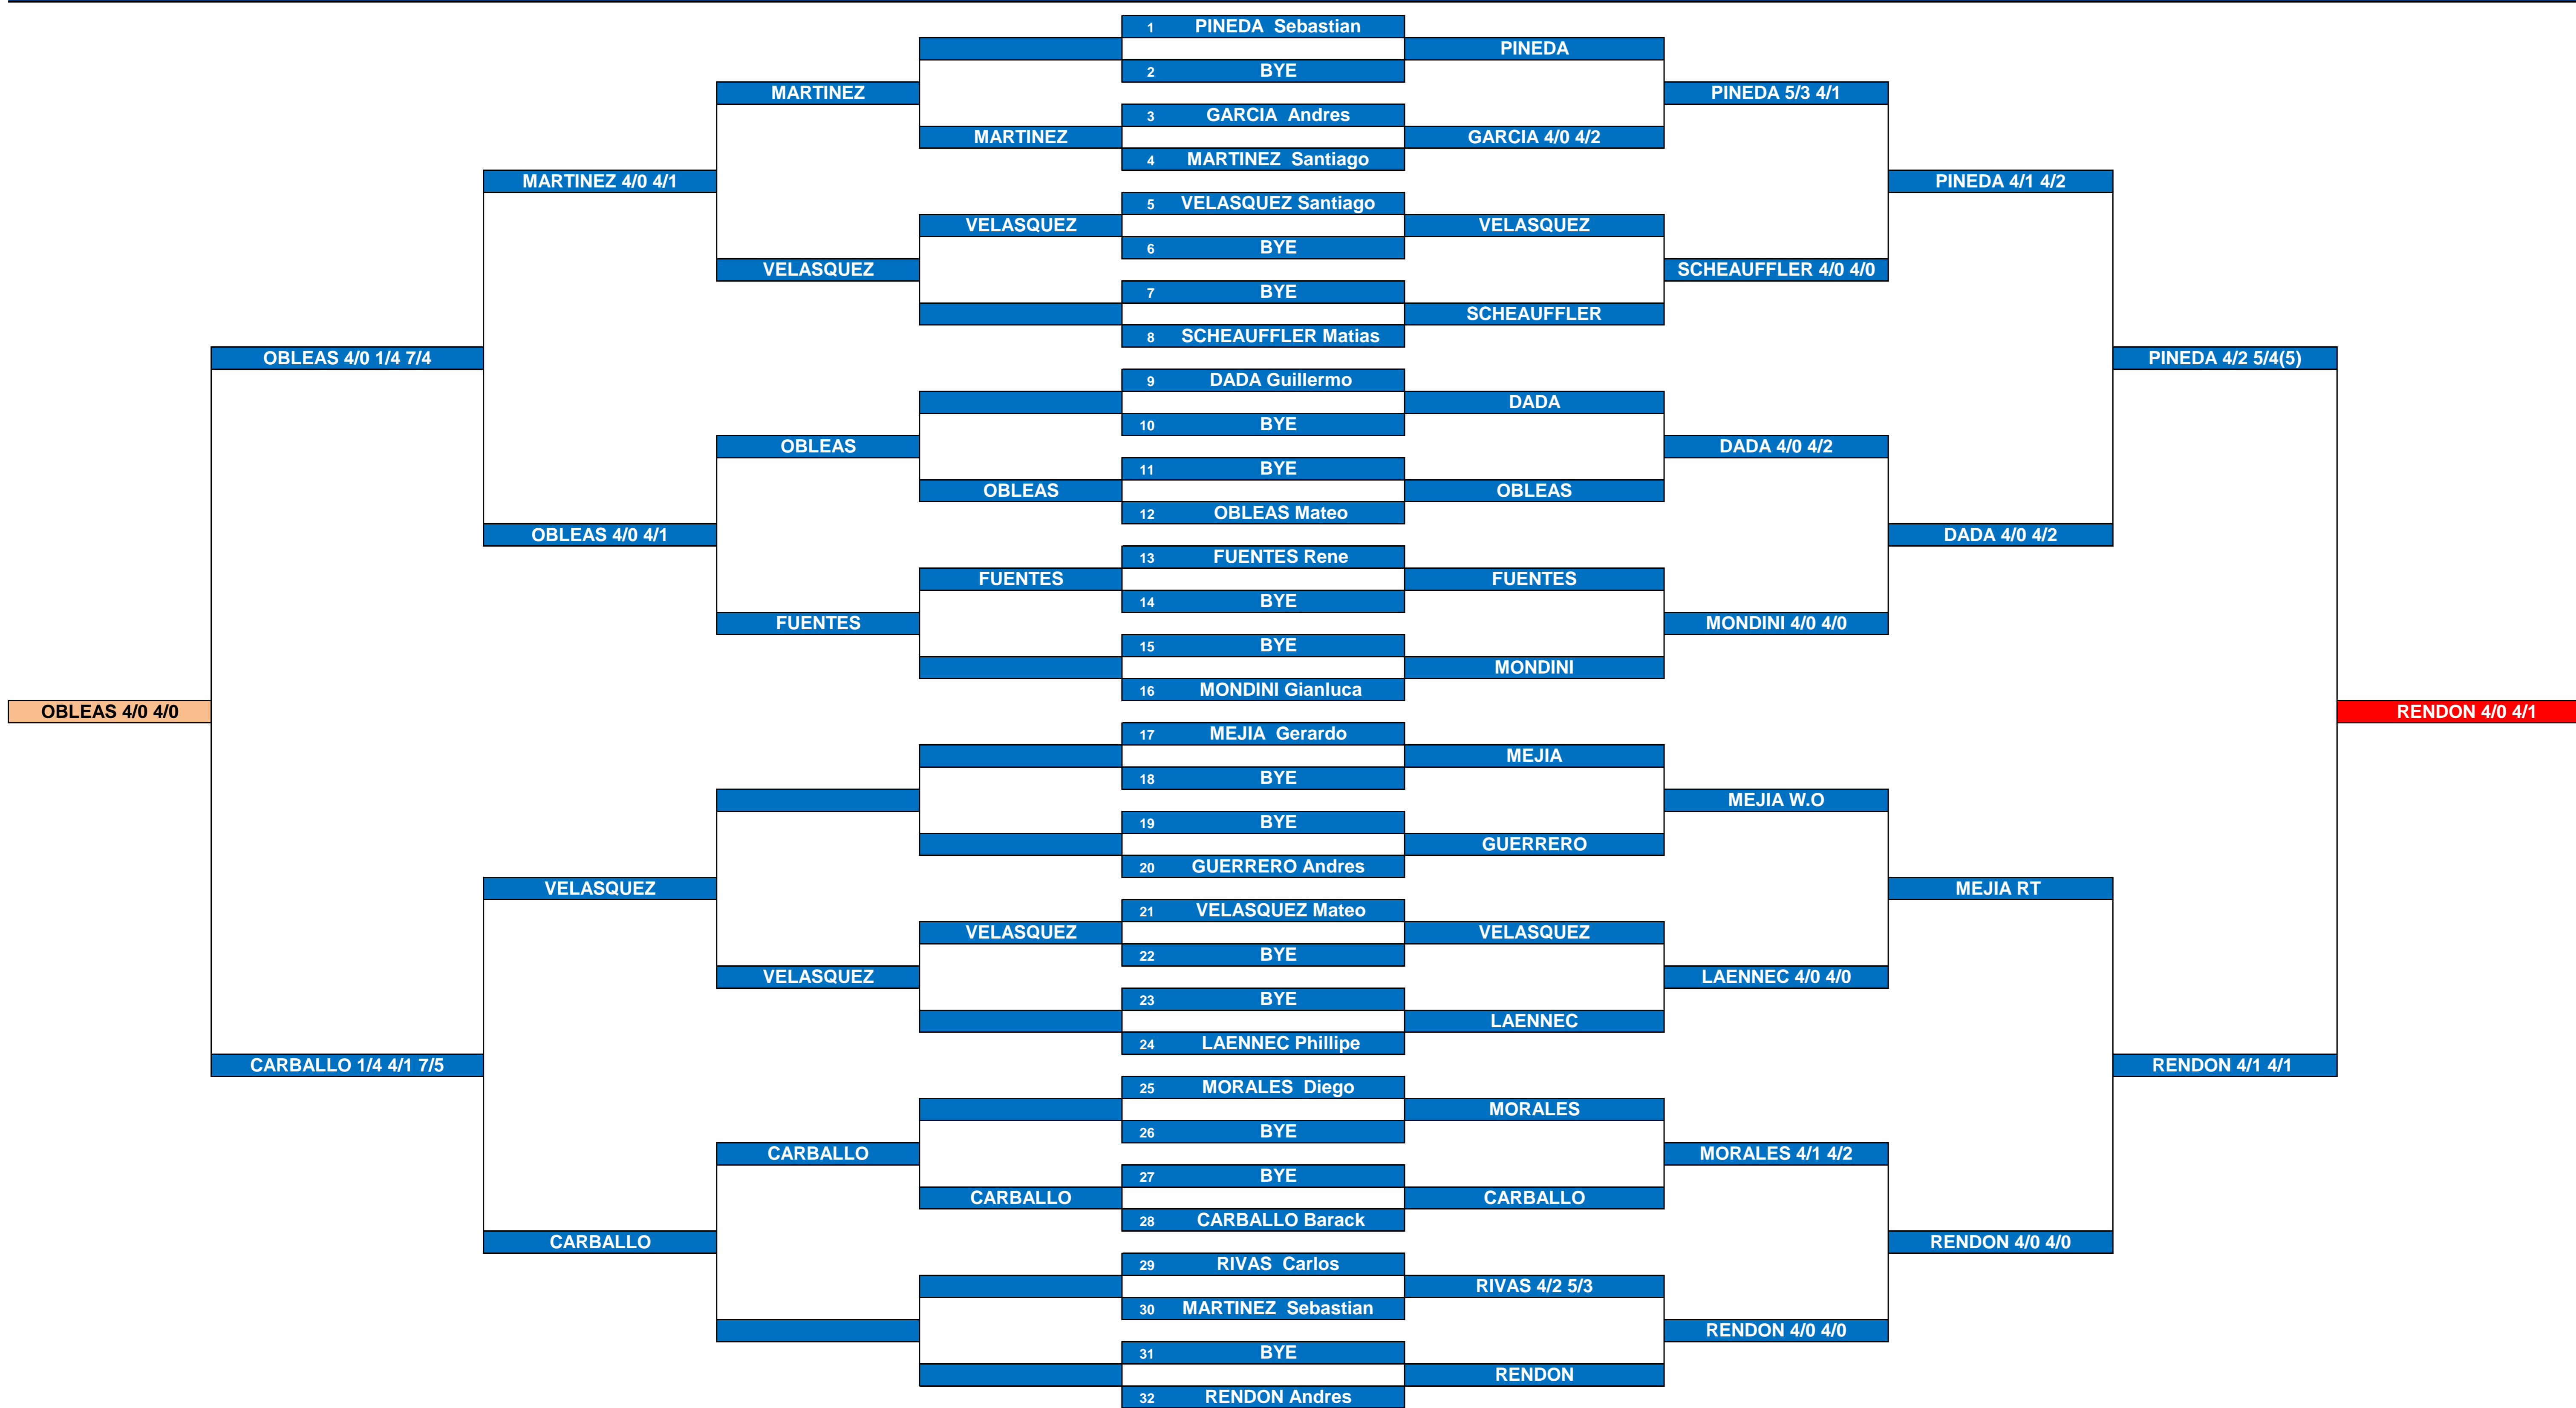 1 PINEDA  Sebastian
PINEDA
2 BYE
MARTINEZ PINEDA 5/3 4/1
3 GARCIA  Andres
MARTINEZ GARCIA 4/0 4/2
4 MARTINEZ  Santiago
MARTINEZ 4/0 4/1 PINEDA 4/1 4/2
5 VELASQUEZ Santiago
VELASQUEZ VELASQUEZ
6 BYE
VELASQUEZ SCHEAUFFLER 4/0 4/0
7 BYE
SCHEAUFFLER
8 SCHEAUFFLER Matias
OBLEAS 4/0 1/4 7/4 PINEDA 4/2 5/4(5)
9 DADA Guillermo
DADA
10 BYE
OBLEAS DADA 4/0 4/2
11 BYE
OBLEAS OBLEAS
12 OBLEAS Mateo
OBLEAS 4/0 4/1 DADA 4/0 4/2
13 FUENTES Rene
FUENTES FUENTES
14 BYE
FUENTES MONDINI 4/0 4/0
15 BYE
MONDINI
16 MONDINI Gianluca
OBLEAS 4/0 4/0 RENDON 4/0 4/1
17 MEJIA  Gerardo
MEJIA
18 BYE
MEJIA W.O
19 BYE
GUERRERO
20 GUERRERO Andres
VELASQUEZ MEJIA RT
21 VELASQUEZ Mateo
VELASQUEZ VELASQUEZ
22 BYE
VELASQUEZ LAENNEC 4/0 4/0
23 BYE
LAENNEC
24 LAENNEC Phillipe
CARBALLO 1/4 4/1 7/5 RENDON 4/1 4/1
25 MORALES  Diego
MORALES
26 BYE
CARBALLO MORALES 4/1 4/2
27 BYE
CARBALLO CARBALLO
28 CARBALLO Barack
CARBALLO RENDON 4/0 4/0
29 RIVAS  Carlos
RIVAS 4/2 5/3
30 MARTINEZ  Sebastian
RENDON 4/0 4/0
31 BYE
RENDON
32 RENDON Andres